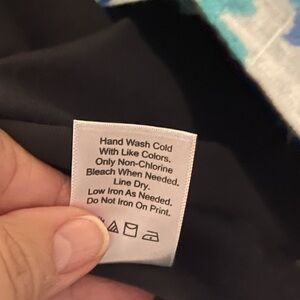 Hand Wash Cold
With Like Colors.
Only Non-Chlorine
Bleach When Needed.
Line Dry.
Low Iron As Needed.
Do Not Iron On Print.